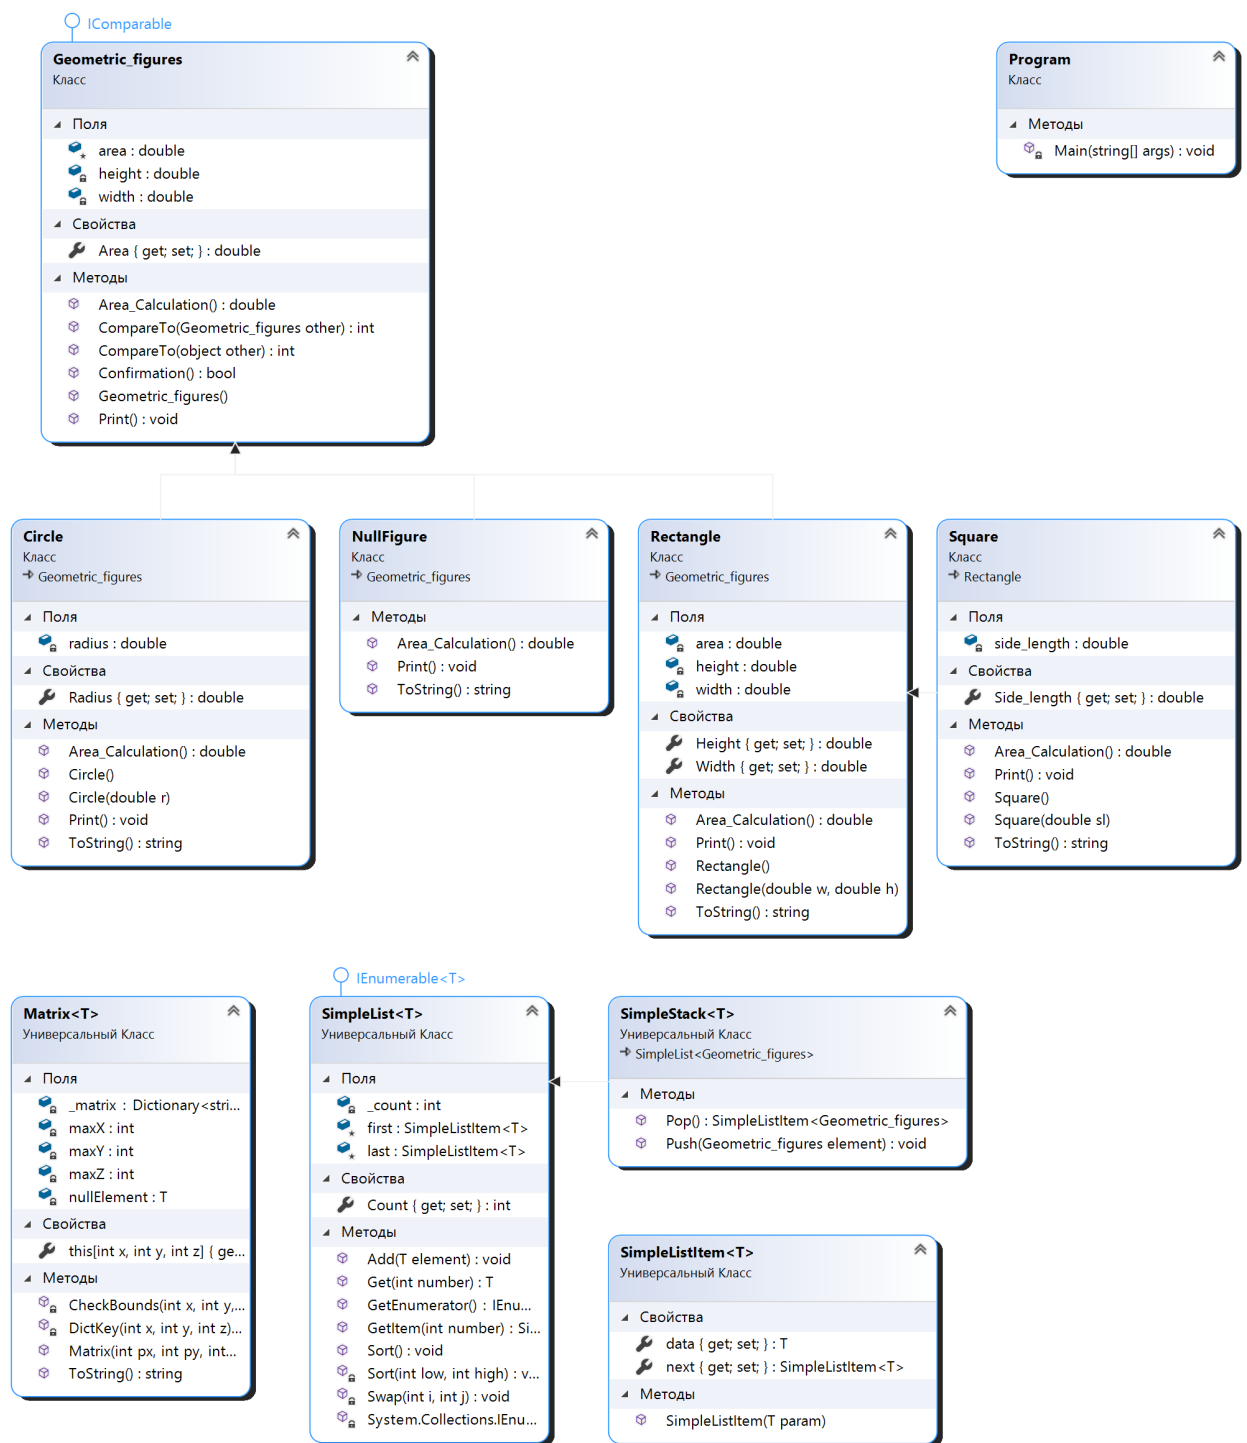 IComparable
Geometric_figures
Класс
Поля
area : double
height : double
width : double
Свойства
Area { get; set; } : double
Методы
Area_Calculation() : double
CompareTo(Geometric_figures other) : int
CompareTo(object other) : int
Confirmation() : bool
Geometric_figures()
Print() : void
Program
Класс
Методы
Main(string[] args) : void
Circle
Класс
Geometric_figures
Поля
radius : double
Свойства
Radius { get; set; } : double
Методы
Area_Calculation() : double
Circle()
Circle(double r)
Print() : void
ToString() : string
NullFigure
Класс
Geometric_figures
Методы
Area_Calculation() : double
Print() : void
ToString() : string
Rectangle
Класс
Geometric_figures
Поля
area : double
height : double
width : double
Свойства
Height { get; set; } : double
Width { get; set; } : double
Методы
Area_Calculation() : double
Print() : void
Rectangle()
Rectangle(double w, double h)
ToString() : string
Square
Класс
Rectangle
Поля
side_length : double
Свойства
Side_length { get; set; } : double
Методы
Area_Calculation() : double
Print() : void
Square()
Square(double sl)
ToString() : string
Matrix<T>
Универсальный Класс
Поля
_matrix : Dictionary<stri...
maxX : int
maxY : int
maxZ : int
nullElement : T
Свойства
this[int x, int y, int z] { ge...
Методы
CheckBounds(int x, int y,...
DictKey(int x, int y, int z)...
Matrix(int px, int py, int...
ToString() : string
IEnumerable<T>
SimpleList<T>
Универсальный Класс
Поля
_count : int
first : SimpleListItem<T>
last : SimpleListItem<T>
Свойства
Count { get; set; } : int
Методы
Add(T element) : void
Get(int number) : T
GetEnumerator() : IEnu...
GetItem(int number) : Si...
Sort() : void
Sort(int low, int high) : v...
Swap(int i, int j) : void
System.Collections.IEnu...
SimpleStack<T>
Универсальный Класс
SimpleList<Geometric_figures>
Методы
Pop() : SimpleListItem<Geometric_figures>
Push(Geometric_figures element) : void
SimpleListItem<T>
Универсальный Класс
Свойства
data { get; set; } : T
next { get; set; } : SimpleListItem<T>
Методы
SimpleListItem(T param)